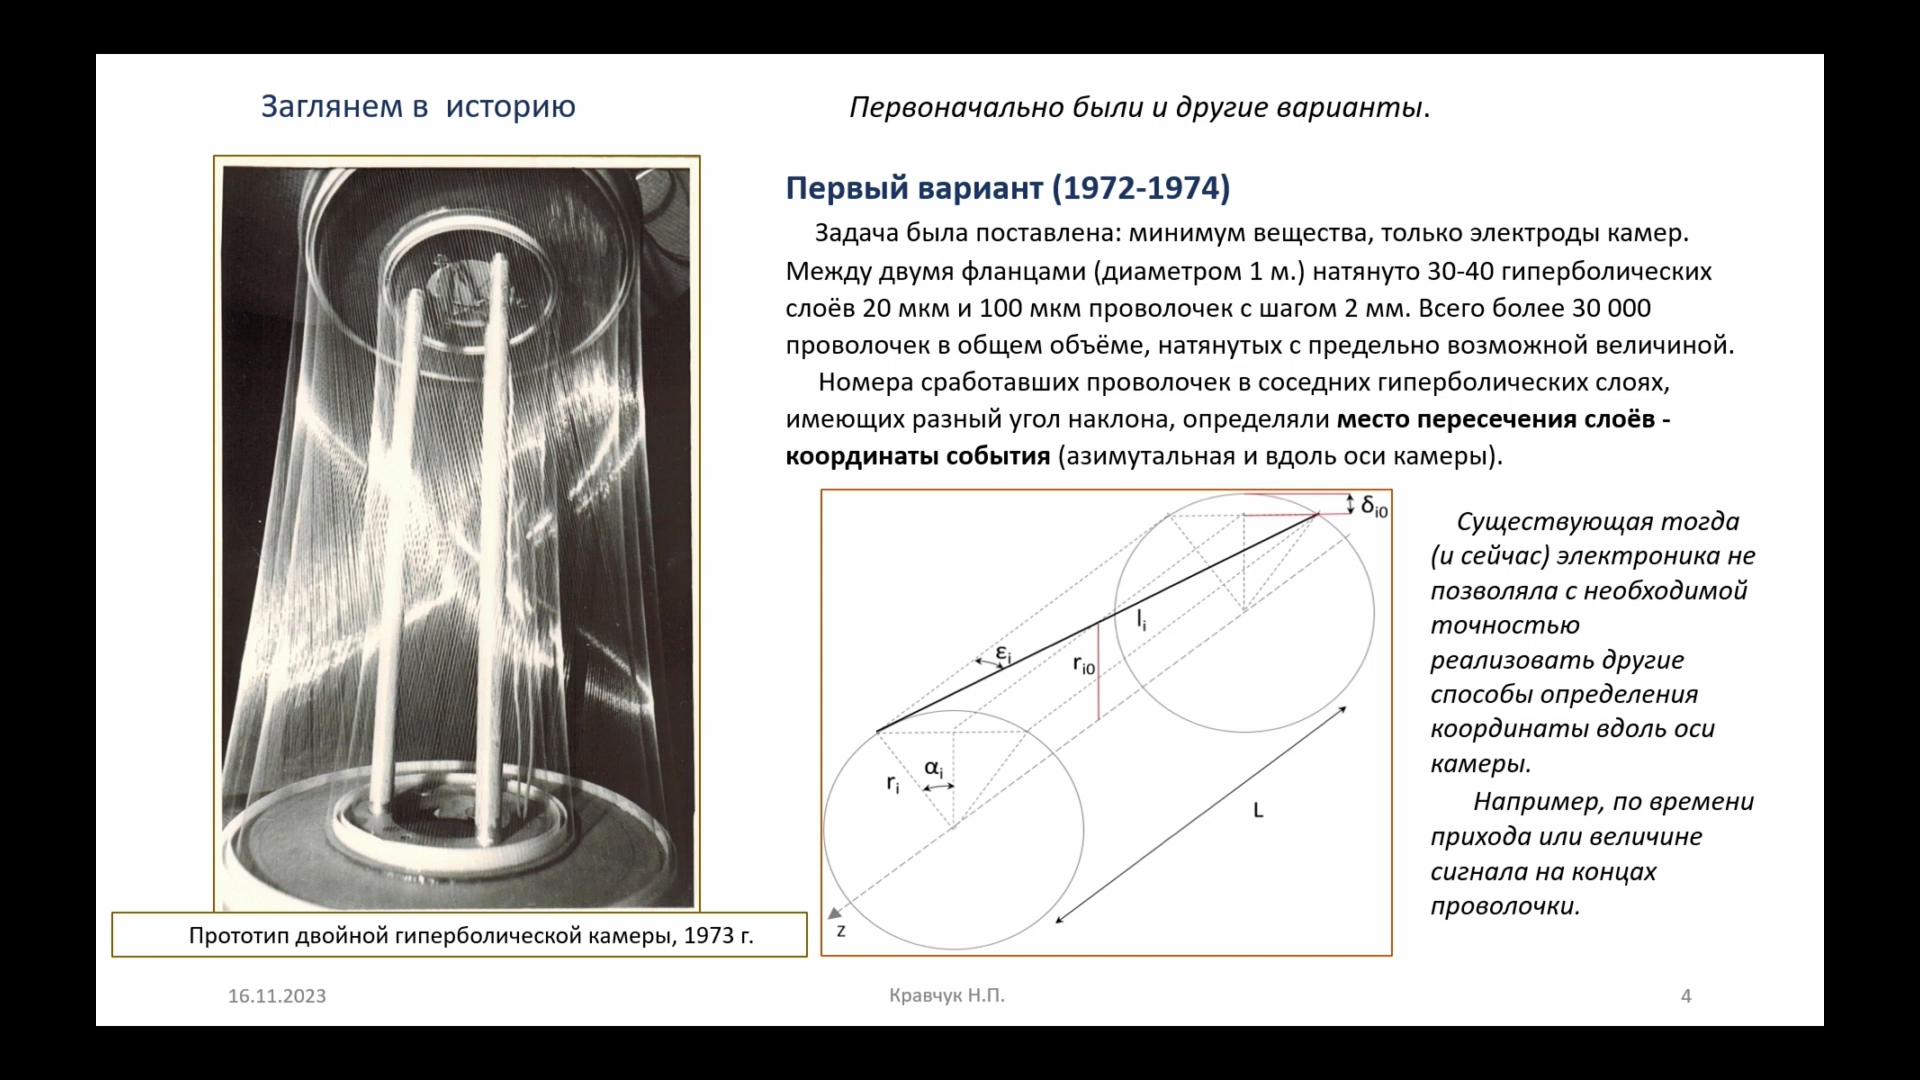 Заглянем в историю
Первоначально были и другие варианты.
Первый вариант (1972-1974)
Задача была поставлена: минимум вещества, только электроды камер.
Между двумя фланцами (диаметром 1 м.) натянуто 30-40 гиперболических
слоёв 20 мкм и 100 мкм проволочек с шагом 2 мм. Всего более 30 000
проволочек в общем объёме, натянутых с предельно возможной величиной.
Номера сработавших проволочек в соседних гиперболических слоях,
имеющих разный угол наклона, определяли место пересечения слоёв -
координаты события (азимутальная и вдоль оси камеры).
δi0
li
εi
ri0
αi
ri
L
z
Существующая тогда
(и сейчас) электроника не
позволяла с необходимой
точностью
реализовать другие
способы определения
координаты вдоль оси
камеры.
Например, по времени
прихода или величине
сигнала на концах
проволочки.
Прототип двойной гиперболической камеры, 1973 г.
16.11.2023
Кравчук Н.П.
4